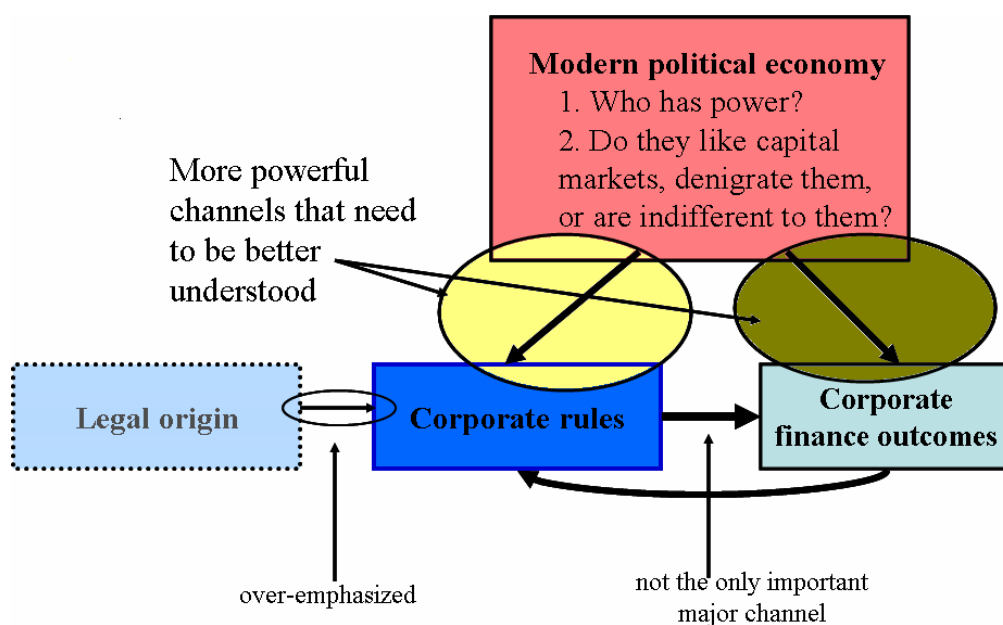 Modern political economy
1. Who has power?
2. Do they like capital
markets, denigrate them,
or are indifferent to them?
More powerful
channels that need
to be better
understood
Legal origin
Corporate rules
Corporate
finance outcomes
over-emphasized
not the only important
major channel